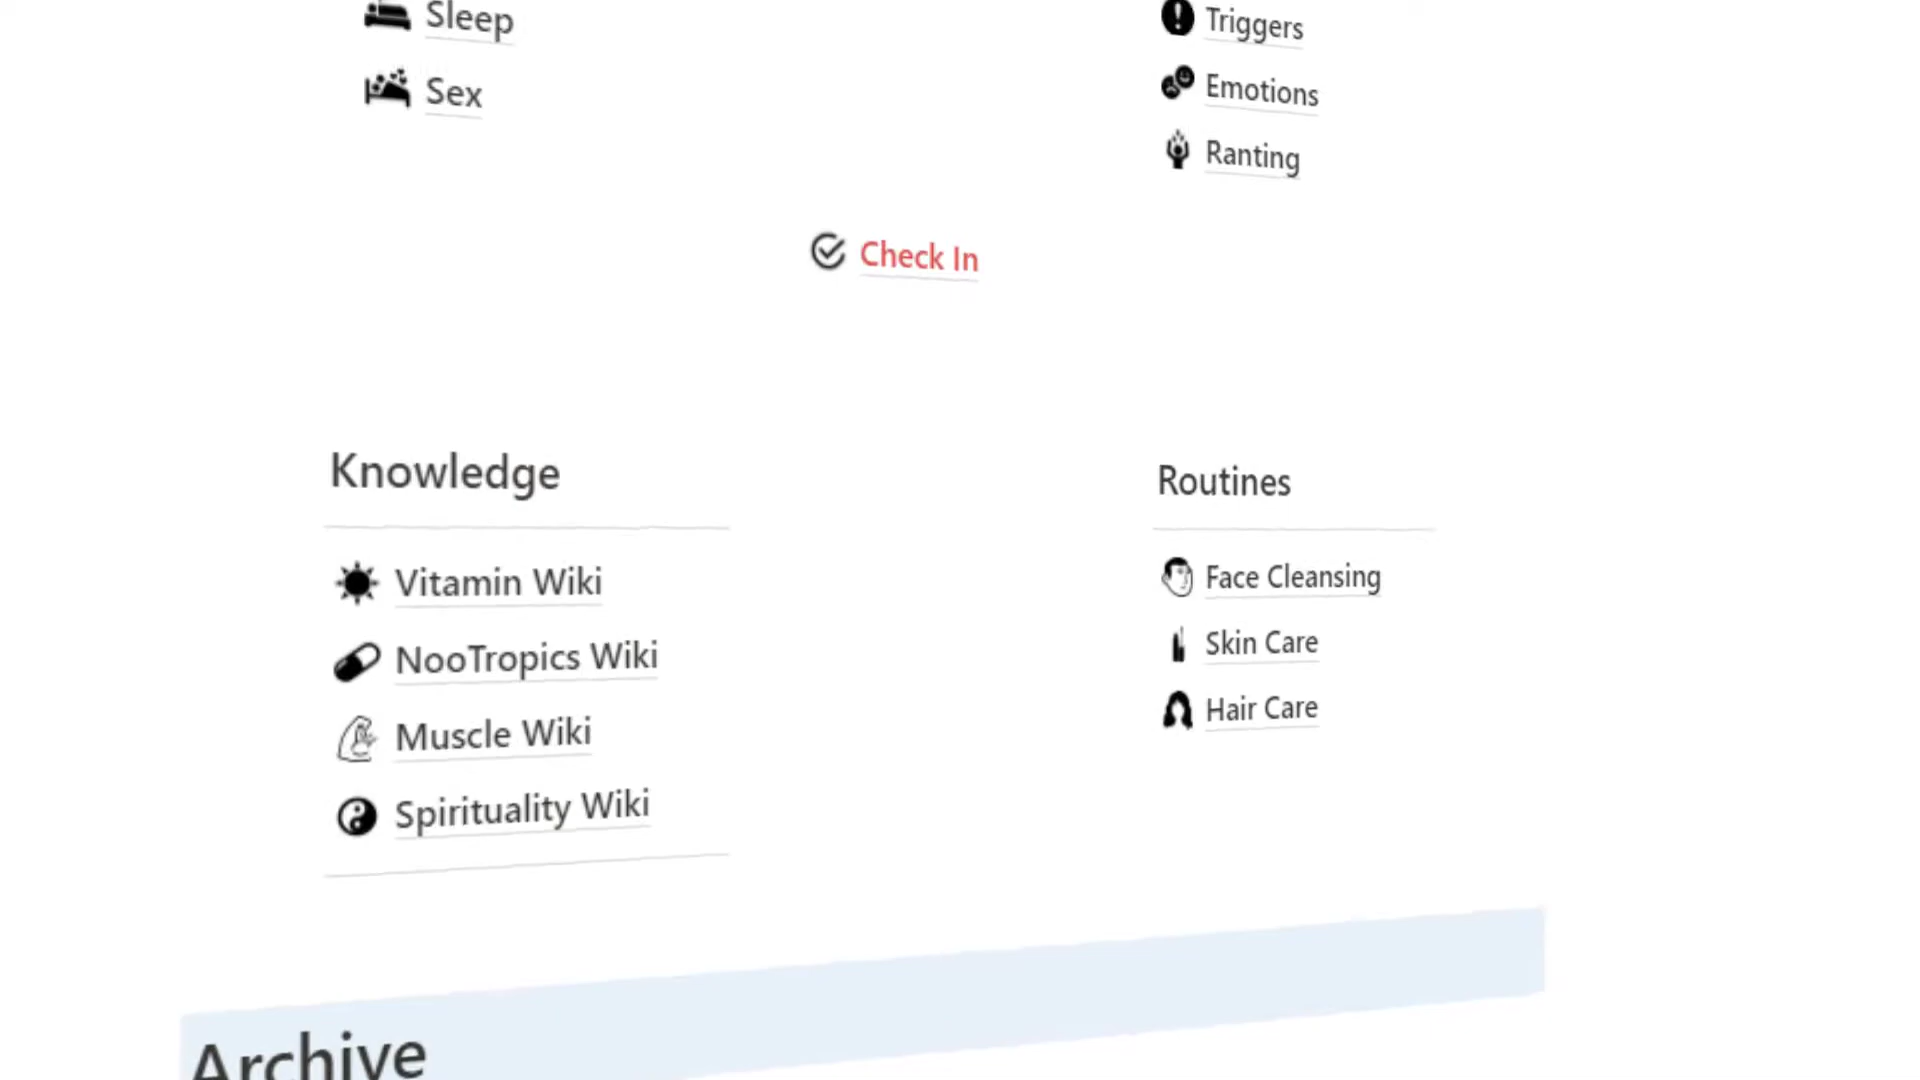 Sleep
Sex
Triggers
Emotions
Ranting
Check In
Knowledge
Vitamin Wiki
NooTropics Wiki
Muscle Wiki
Spirituality Wiki
Routines
Face Cleansing
Skin Care
Hair Care
Archive